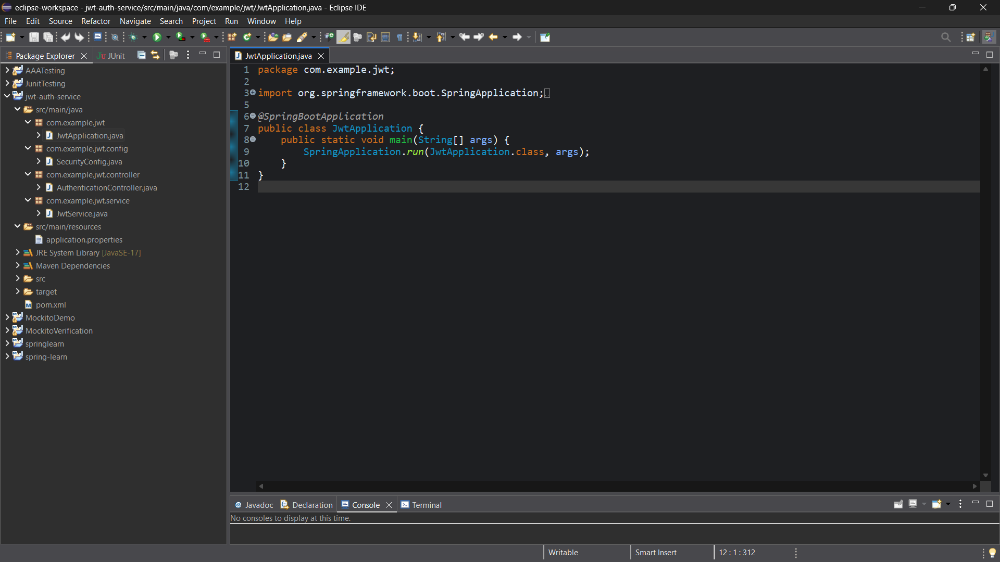 eclipse-workspace - jwt-auth-service/src/main/java/com/example/jwt/JwtApplication.java - Eclipse IDE
File Edit Source Refactor Navigate Search Project Run Window Help
Package Explorer JUnit
AAATesting
JunitTesting
jwt-auth-service
src/main/java
com.example.jwt
JwtApplication.java
com.example.jwt.config
SecurityConfig.java
com.example.jwt.controller
AuthenticationController.java
com.example.jwt.service
JwtService.java
src/main/resources
application.properties
JRE System Library [JavaSE-17]
Maven Dependencies
src
target
pom.xml
MockitoDemo
MockitoVerification
springlearn
spring-learn
JwtApplication.java
1 package com.example.jwt;
2
3 import org.springframework.boot.SpringApplication;
5
6 @SpringBootApplication
7 public class JwtApplication {
8     public static void main(String[] args) {
9         SpringApplication.run(JwtApplication.class, args);
10     }
11 }
12
Javadoc Declaration Console Terminal
No consoles to display at this time.
Writable Smart Insert 12 : 1 : 312